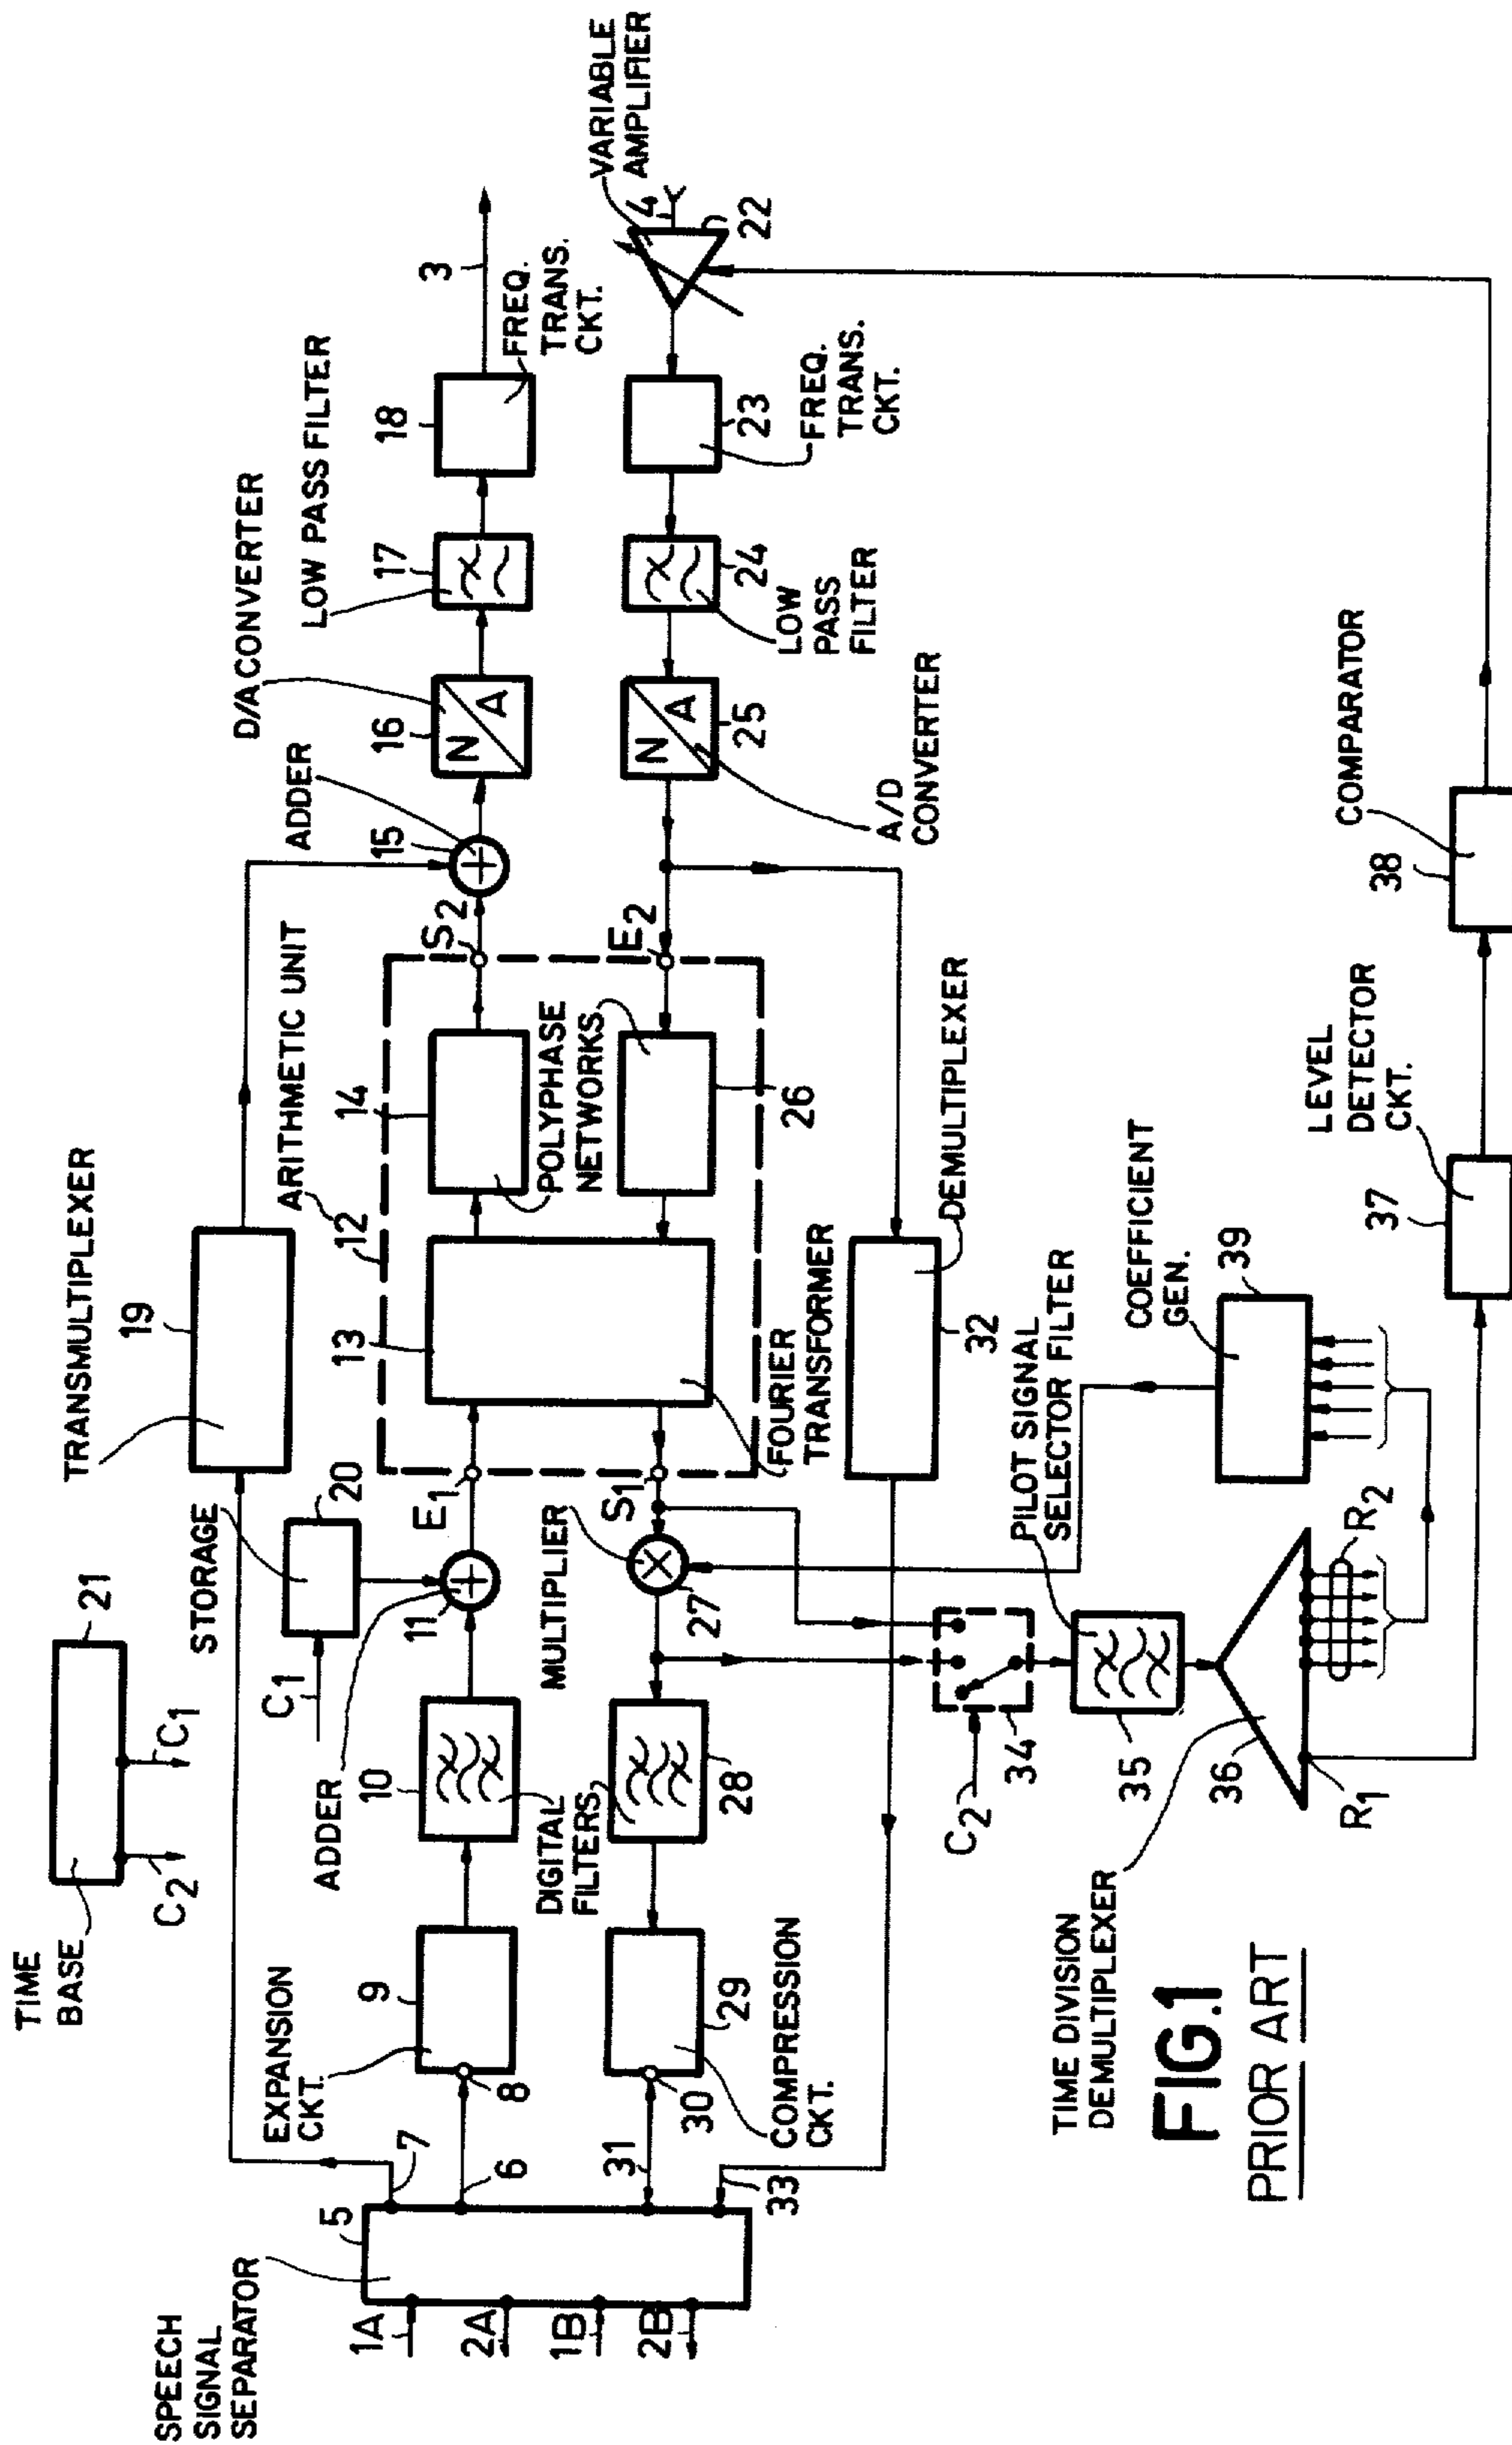 TIME
BASE
21
C2
C1
TRANSMULTIPLEXER
19
STORAGE
20
C1
ADDER
11
EXPANSION
CKT.
9
8
10
DIGITAL
FILTERS
E1
ARITHMETIC UNIT
12
13
14
POLYPHASE
NETWORKS
26
FOURIER
TRANSFORMER
S2
E2
S1
ADDER
15
D/A CONVERTER
16
N
A
LOW PASS FILTER
17
18
FREQ.
TRANS.
CKT.
3
VARIABLE
AMPLIFIER
4
22
23
FREQ.
TRANS.
CKT.
24
LOW
PASS
FILTER
25
N
A
A/D
CONVERTER
SPEECH
SIGNAL
SEPARATOR
5
7
6
31
33
1A
2A
1B
2B
30
29
COMPRESSION
CKT.
28
MULTIPLIER
27
DEMULTIPLEXER
32
C2
34
PILOT SIGNAL
SELECTOR FILTER
35
TIME DIVISION
DEMULTIPLEXER
36
R1
R2
COEFFICIENT
GEN.
39
LEVEL
DETECTOR
CKT.
37
COMPARATOR
38
FIG.1
PRIOR ART